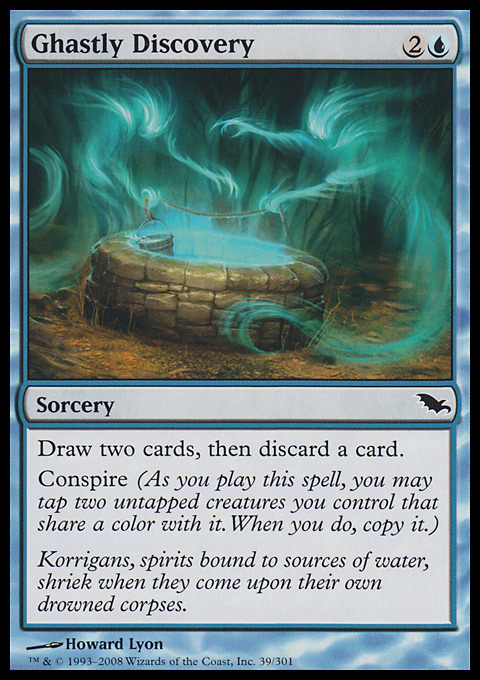 Ghastly Discovery 2
Sorcery
Draw two cards, then discard a card.
Conspire (As you play this spell, you may
tap two untapped creatures you control that
share a color with it. When you do, copy it.)
Korrigans, spirits bound to sources of water,
shriek when they come upon their own
drowned corpses.
Howard Lyon
™ & © 1993–2008 Wizards of the Coast, Inc. 39/301